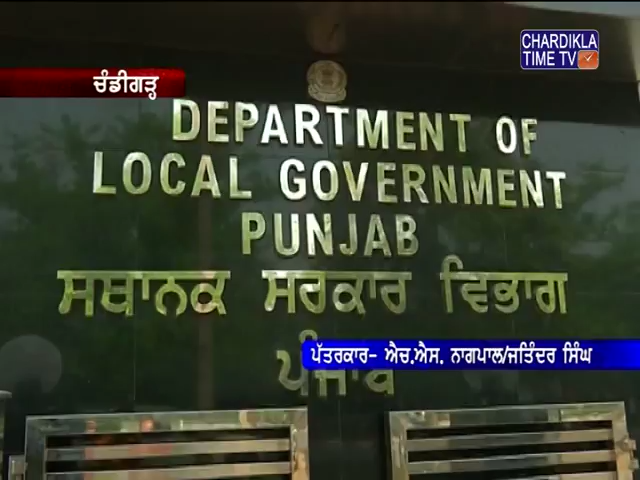 CHARDIKLA
TIME TV
ਚੰਡੀਗੜ੍ਹ
DEPARTMENT OF
LOCAL GOVERNMENT
PUNJAB
ਸਥਾਨਕ ਸਰਕਾਰ ਵਿਭਾਗ
ਪੰਜਾਬ
ਪੱਤਰਕਾਰ- ਐਚ.ਐਸ. ਨਾਗਪਾਲ/ਜਤਿੰਦਰ ਸਿੰਘ